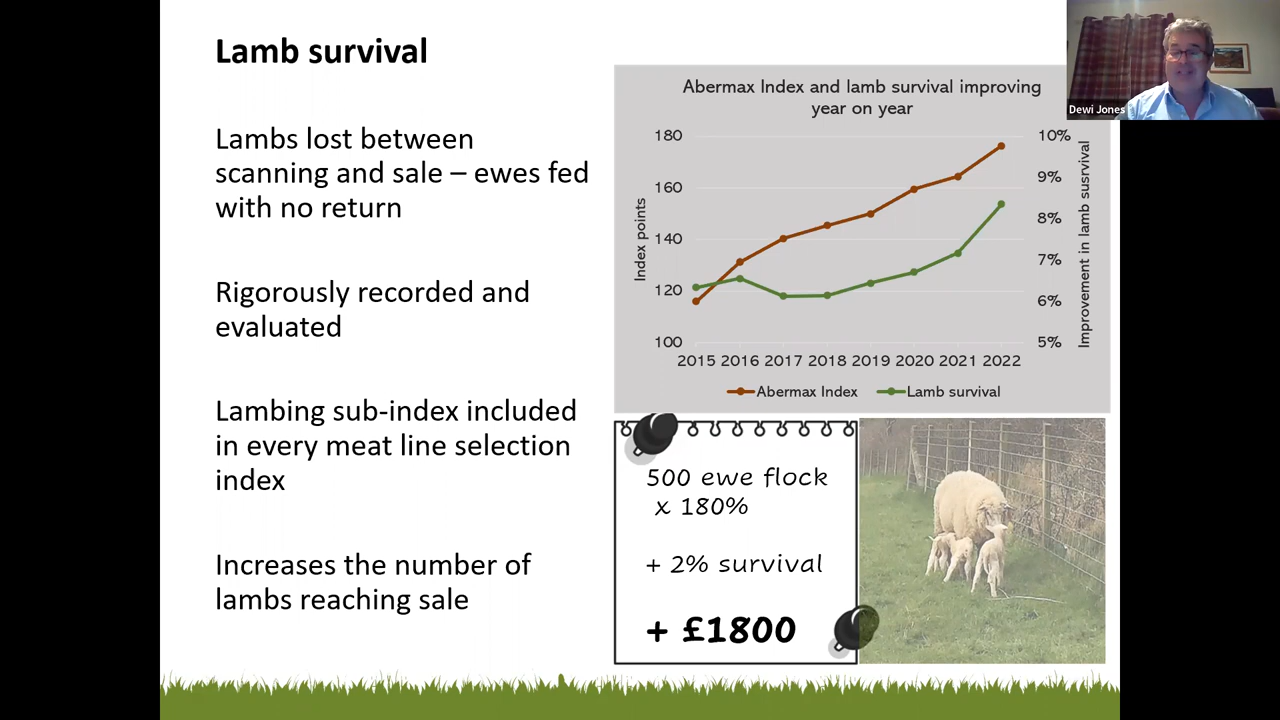 Lamb survival
Lambs lost between
scanning and sale – ewes fed
with no return
Rigorously recorded and
evaluated
Lambing sub-index included
in every meat line selection
index
Increases the number of
lambs reaching sale
Abermax Index and lamb survival improving
year on year
Index points
180
160
140
120
100
10%
9%
8%
7%
6%
5%
Improvement in lamb susrvival
2015 2016 2017 2018 2019 2020 2021 2022
Abermax Index Lamb survival
500 ewe flock
x 180%
+ 2% survival
+ £1800
Dewi Jones